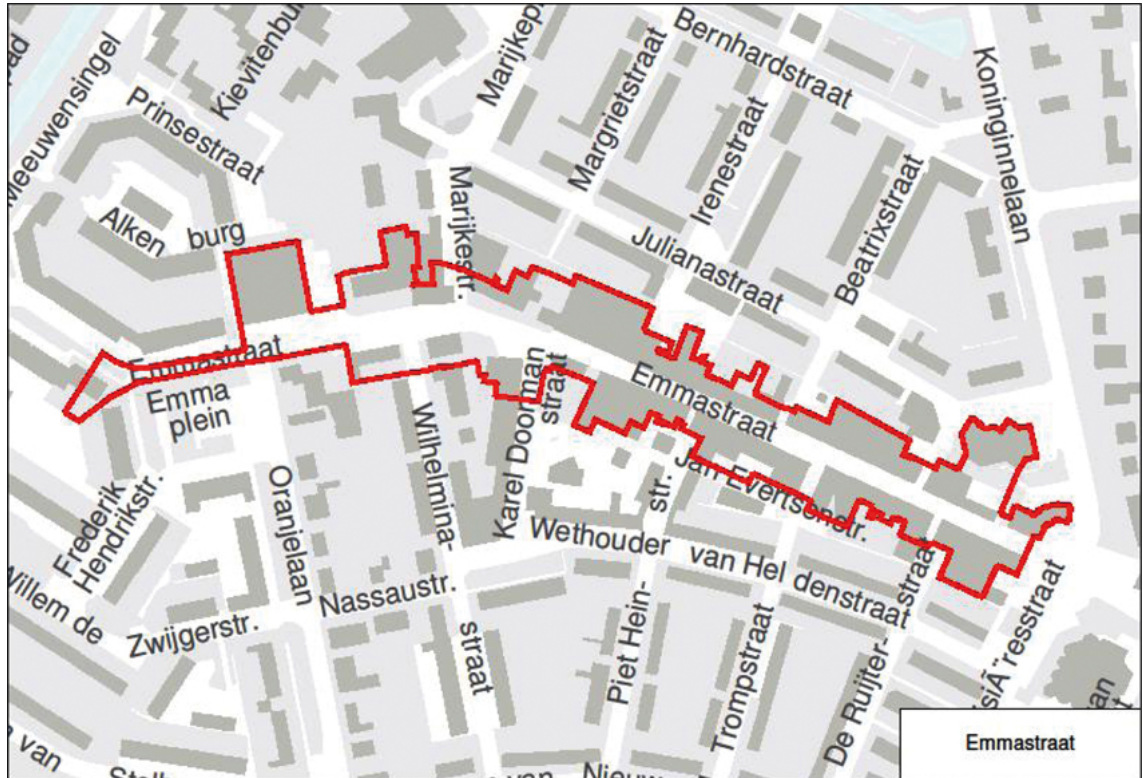 Meeuwensingel
Prinsestraat
Kievitenbu
Marijkep
Margrietstraat
Bernhardstraat
Irenestraat
Koninginnelaan
Beatrixstraat
Julianastraat
Marijkestr.
Alken
burg
Emmastraat
Emma
plein
Emmastraat
Karel Doorman
straat
Wilhelmina-
straat
Oranjelaan
Frederik
Hendrikstr.
Jan Evertsenstr.
Wethouder van Hel denstraat
Piet Hein-
str.
Nassaustr.
Willem de
Zwijgerstr.
Trompstraat
De Ruijter-
straat
siÃ¨resstraat
van
Emmastraat